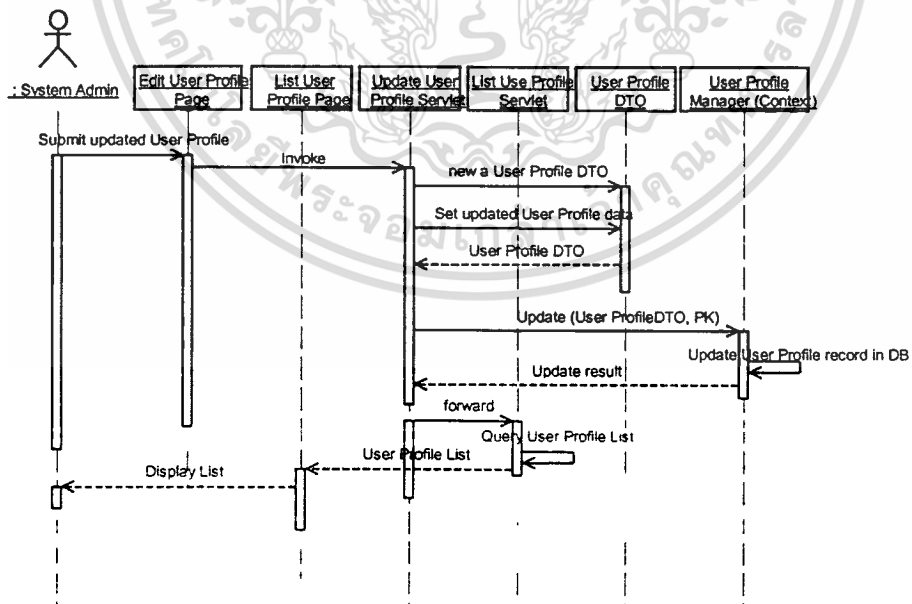 : System Admin
Edit User Profile
Page
List User
Profile Page
Update User
Profile Servlet
List Use Profile
Servlet
User Profile
DTO
User Profile
Manager (Context)
Submit updated User Profile
Invoke
new a User Profile DTO
Set updated User Profile data
User Profile DTO
Update (User ProfileDTO, PK)
Update User Profile record in DB
Update result
forward
Query User Profile List
User Profile List
Display List